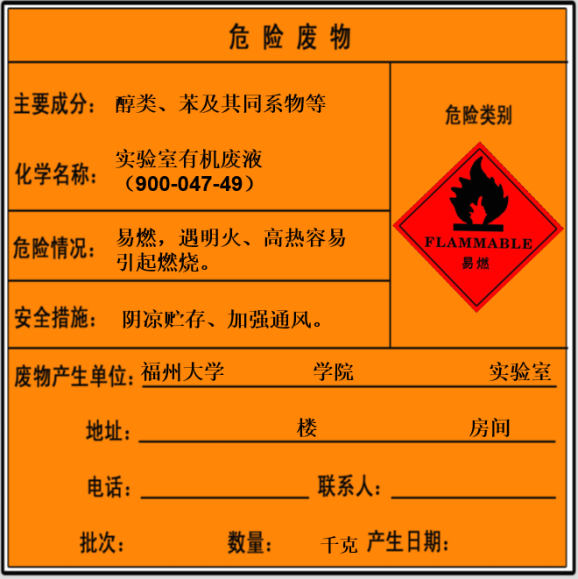 危险废物
主要成分：醇类、苯及其同系物等
危险类别
化学名称：实验室有机废液
（900-047-49）
FLAMMABLE
易燃
危险情况：易燃，遇明火、高热容易
引起燃烧。
安全措施：阴凉贮存、加强通风。
废物产生单位：福州大学 学院 实验室
地址： 楼 房间
电话： 联系人：
批次： 数量： 千克 产生日期：